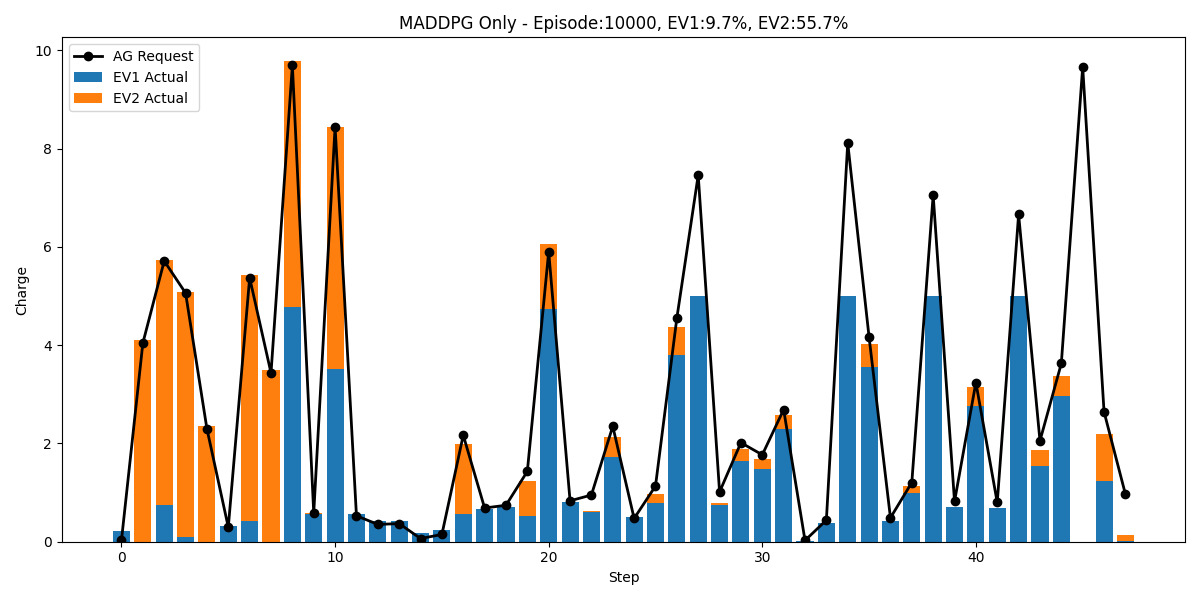 MADDPG Only - Episode:10000, EV1:9.7%, EV2:55.7%
AG Request
EV1 Actual
EV2 Actual
Charge
10
8
6
4
2
0
0 10 20 30 40
Step